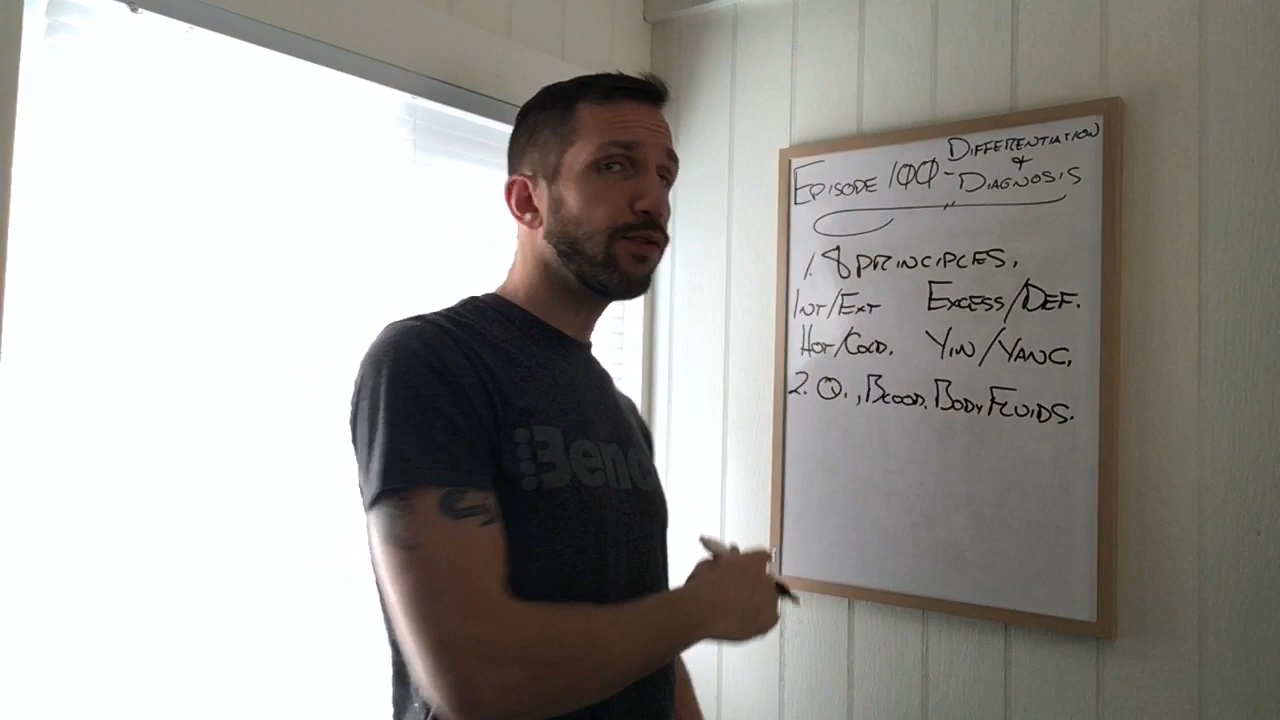 DIFFERENTIATION
&
EPISODE 100 - DIAGNOSIS
1. 8 PRINCIPLES.
INT/EXT EXCESS/DEF.
HOT/COLD. YIN/YANG.
2. QI, BLOOD. BODY FLUIDS.
Benc